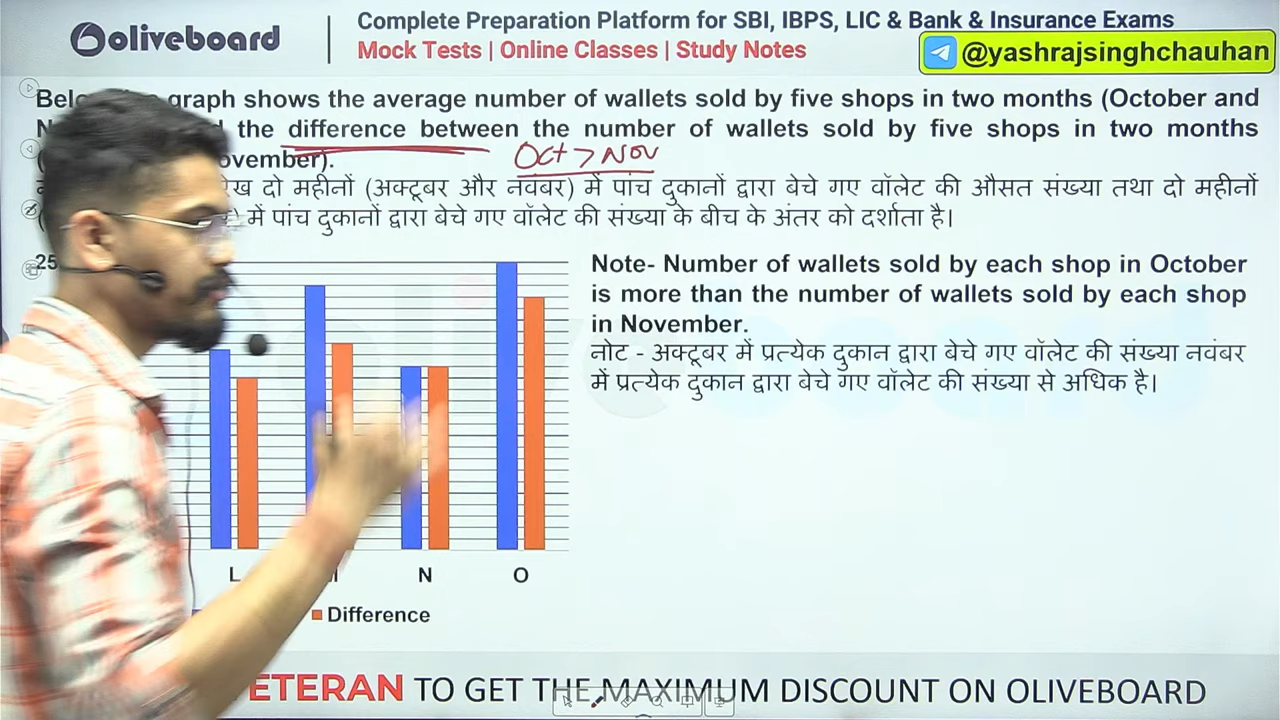 oliveboard
Complete Preparation Platform for SBI, IBPS, LIC & Bank & Insurance Exams
Mock Tests | Online Classes | Study Notes
@yashrajsinghchauhan
graph shows the average number of wallets sold by five shops in two months (October and
the difference between the number of wallets sold by five shops in two months
Oct > Nov
दो महीनों (अक्टूबर और नवंबर) में पांच दुकानों द्वारा बेचे गए वॉलेट की औसत संख्या तथा दो महीनों
में पांच दुकानों द्वारा बेचे गए वॉलेट की संख्या के बीच के अंतर को दर्शाता है।
Note- Number of wallets sold by each shop in October
is more than the number of wallets sold by each shop
in November.
नोट - अक्टूबर में प्रत्येक दुकान द्वारा बेचे गए वॉलेट की संख्या नवंबर
में प्रत्येक दुकान द्वारा बेचे गए वॉलेट की संख्या से अधिक है।
L N O
Difference
TO GET THE MAXIMUM DISCOUNT ON OLIVEBOARD